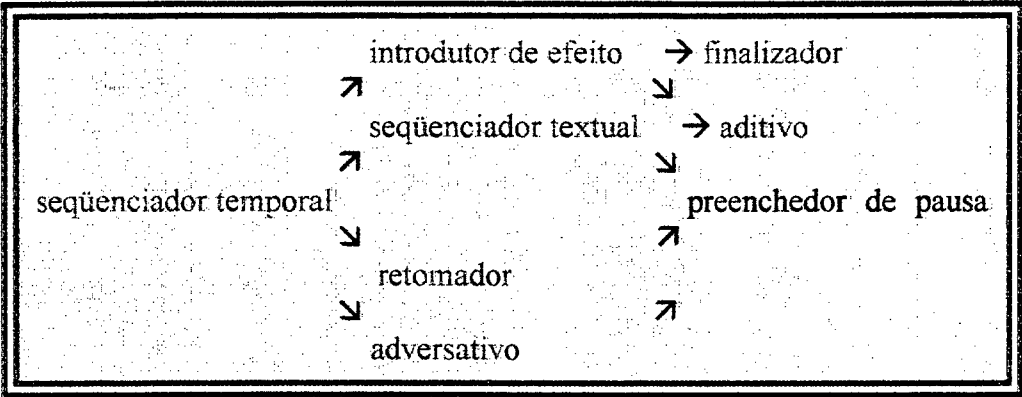 introdutor de efeito → finalizador
↗ ↘
seqüenciador textual → aditivo
↗ ↘
seqüenciador temporal preenchedor de pausa
↘ ↗
retomador
↘ ↗
adversativo